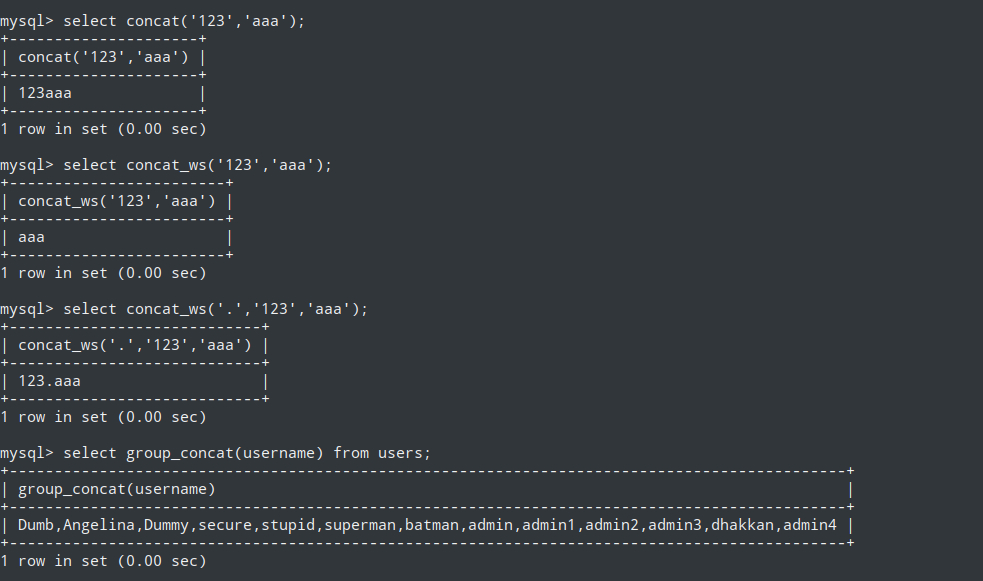 mysql> select concat('123','aaa');
+---------------------+
| concat('123','aaa') |
+---------------------+
| 123aaa              |
+---------------------+
1 row in set (0.00 sec)

mysql> select concat_ws('123','aaa');
+------------------------+
| concat_ws('123','aaa') |
+------------------------+
| aaa                    |
+------------------------+
1 row in set (0.00 sec)

mysql> select concat_ws('.','123','aaa');
+----------------------------+
| concat_ws('.','123','aaa') |
+----------------------------+
| 123.aaa                    |
+----------------------------+
1 row in set (0.00 sec)

mysql> select group_concat(username) from users;
+---------------------------------------------------------------------------------------------+
| group_concat(username)                                                                      |
+---------------------------------------------------------------------------------------------+
| Dumb,Angelina,Dummy,secure,stupid,superman,batman,admin,admin1,admin2,admin3,dhakkan,admin4 |
+---------------------------------------------------------------------------------------------+
1 row in set (0.00 sec)